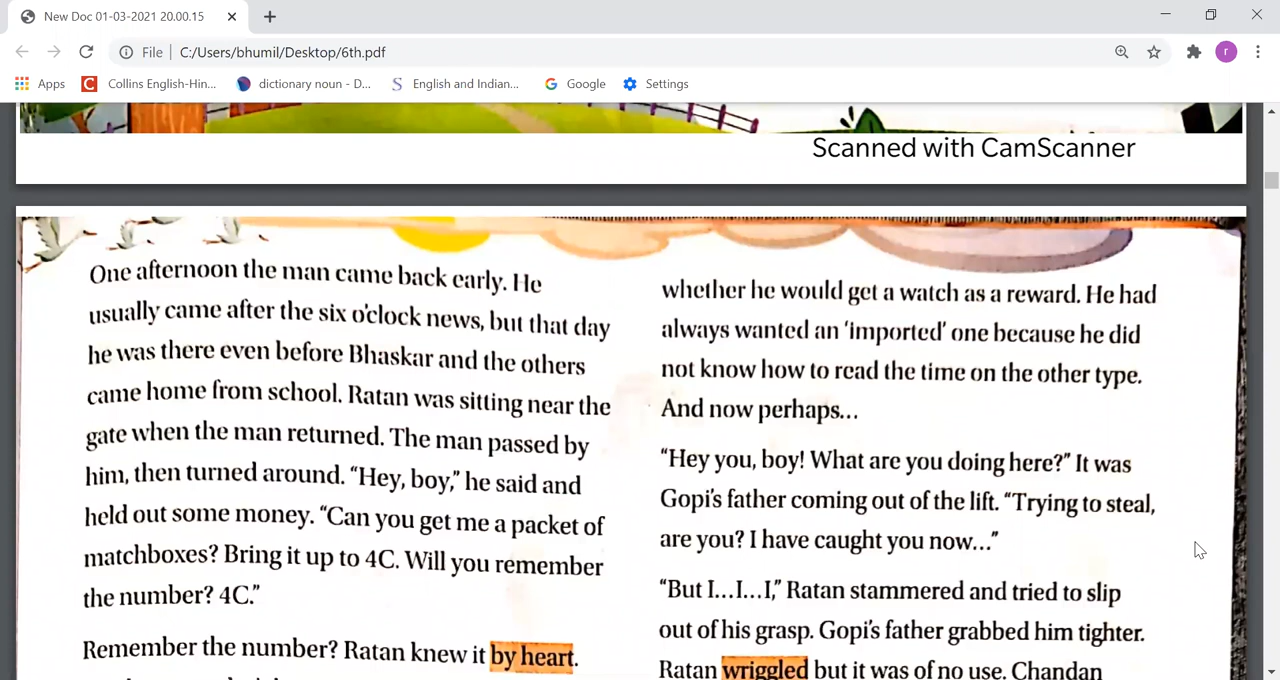 New Doc 01-03-2021 20.00.15
File | C:/Users/bhumil/Desktop/6th.pdf
r
Apps Collins English-Hin... dictionary noun - D... English and Indian... Google Settings
Scanned with CamScanner
One afternoon the man came back early. He
usually came after the six o'clock news, but that day
he was there even before Bhaskar and the others
came home from school. Ratan was sitting near the
gate when the man returned. The man passed by
him, then turned around. “Hey, boy,” he said and
held out some money. “Can you get me a packet of
matchboxes? Bring it up to 4C. Will you remember
the number? 4C.”
Remember the number? Ratan knew it by heart.
whether he would get a watch as a reward. He had
always wanted an ‘imported’ one because he did
not know how to read the time on the other type.
And now perhaps...
“Hey you, boy! What are you doing here?” It was
Gopi's father coming out of the lift. “Trying to steal,
are you? I have caught you now...”
“But I...I...I,” Ratan stammered and tried to slip
out of his grasp. Gopi's father grabbed him tighter.
Ratan wriggled but it was of no use. Chandan